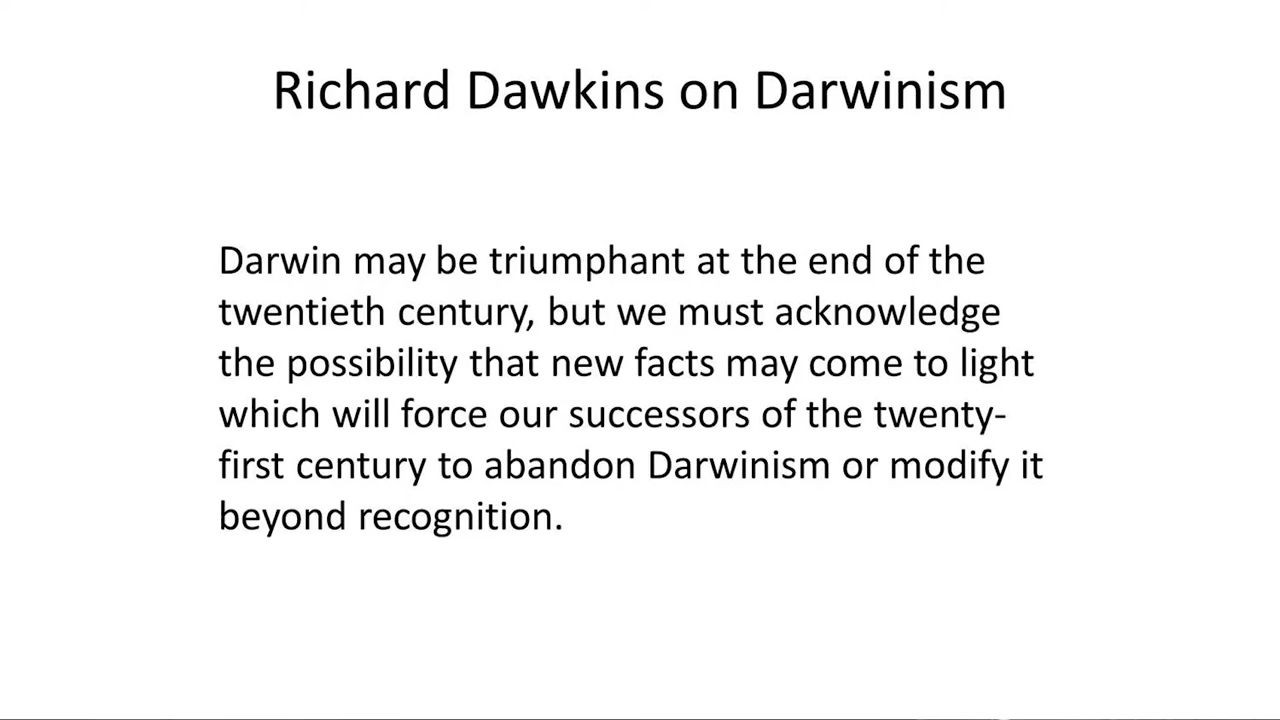 Richard Dawkins on Darwinism
Darwin may be triumphant at the end of the
twentieth century, but we must acknowledge
the possibility that new facts may come to light
which will force our successors of the twenty-
first century to abandon Darwinism or modify it
beyond recognition.